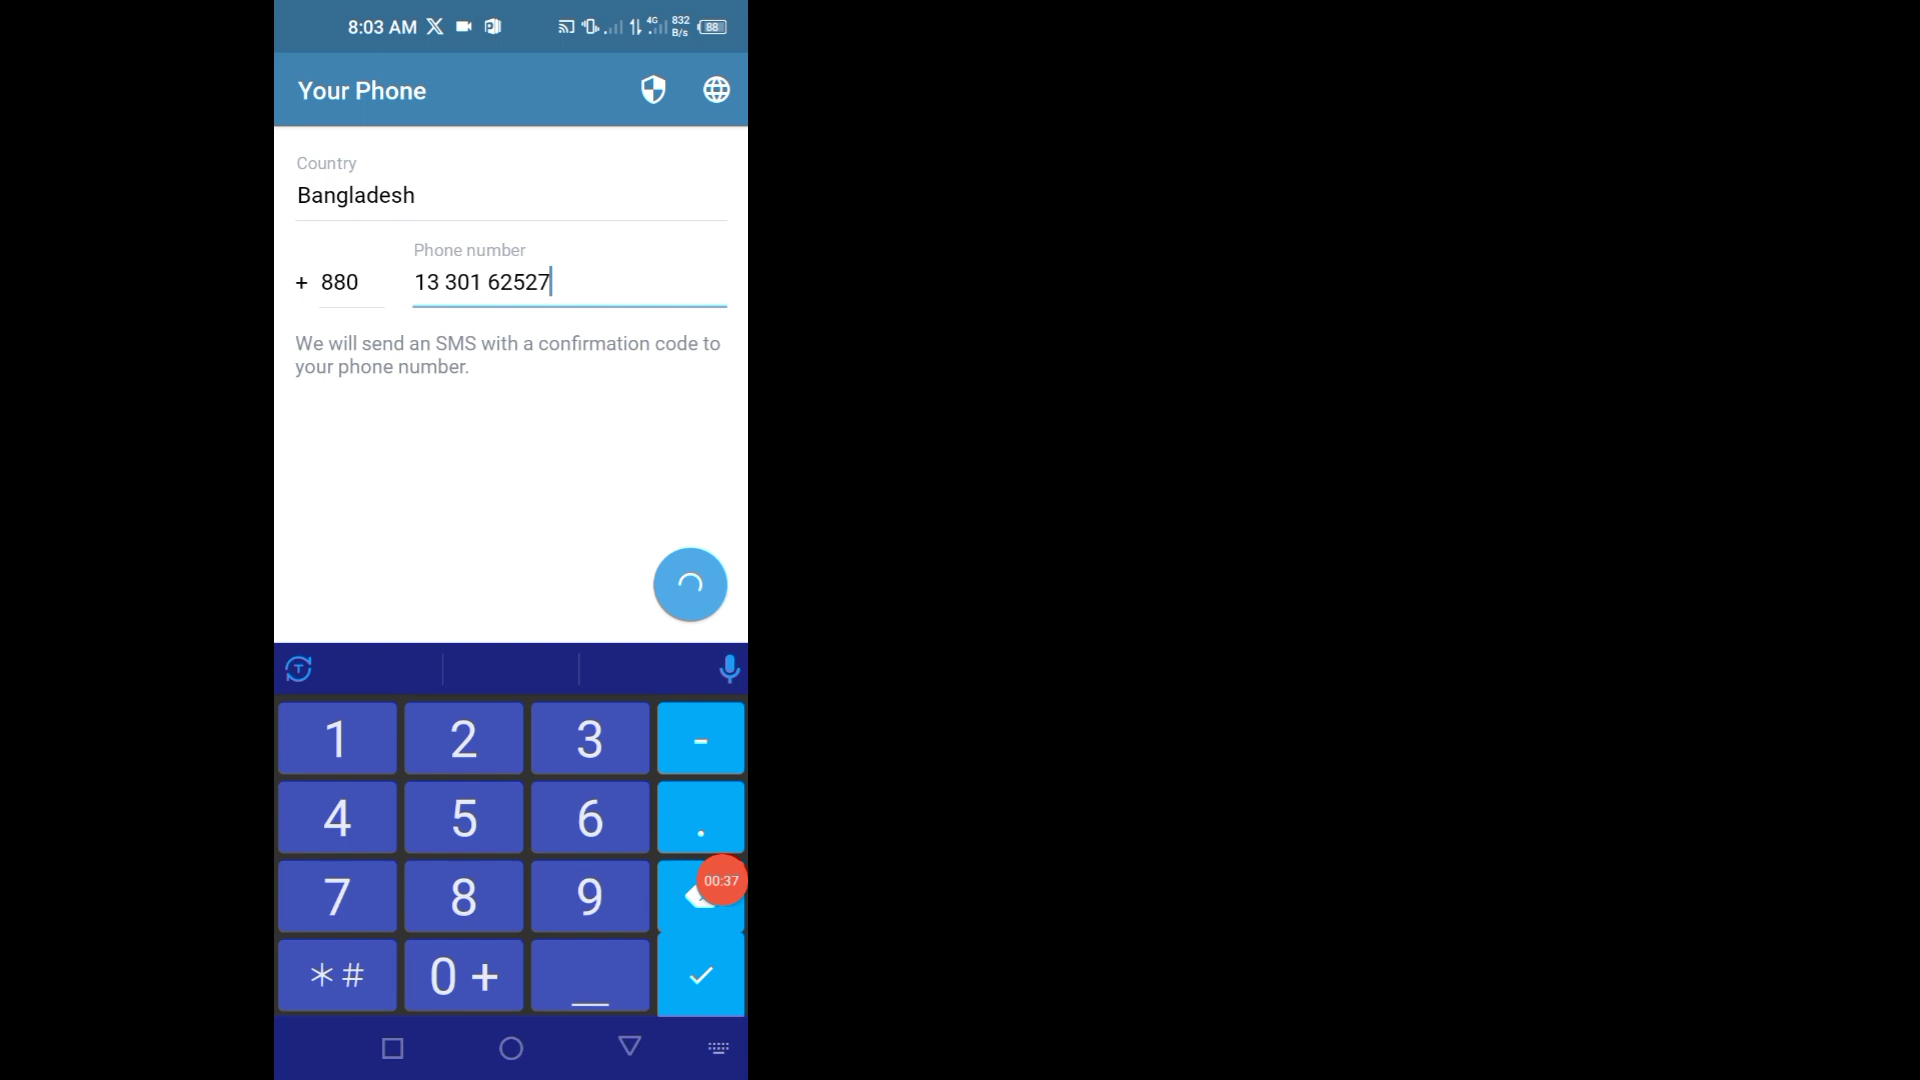 8:03 AM 4G 832 B/s 88
Your Phone
Country
Bangladesh
Phone number
+ 880 13 301 62527
We will send an SMS with a confirmation code to
your phone number.
T
1 2 3 -
4 5 6 .
7 8 9
00:37
*# 0 + _